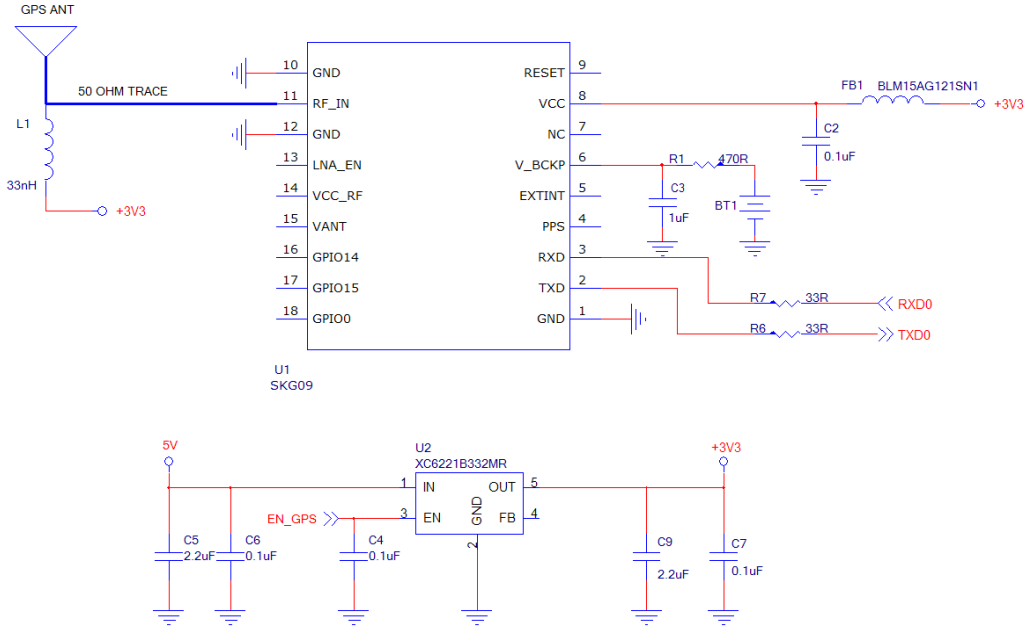 GPS ANT
50 OHM TRACE
L1
33nH
+3V3
10 GND
11 RF_IN
12 GND
13 LNA_EN
14 VCC_RF
15 VANT
16 GPIO14
17 GPIO15
18 GPIO0
RESET 9
VCC 8
NC 7
V_BCKP 6
EXTINT 5
PPS 4
RXD 3
TXD 2
GND 1
U1
SKG09
FB1 BLM15AG121SN1
+3V3
C2
0.1uF
R1 470R
C3
1uF
BT1
R7 33R RXD0
R6 33R TXD0
5V
U2
XC6221B332MR
+3V3
1 IN OUT 5
EN_GPS 3 EN GND FB 4
2
C5
2.2uF
C6
0.1uF
C4
0.1uF
C9
2.2uF
C7
0.1uF